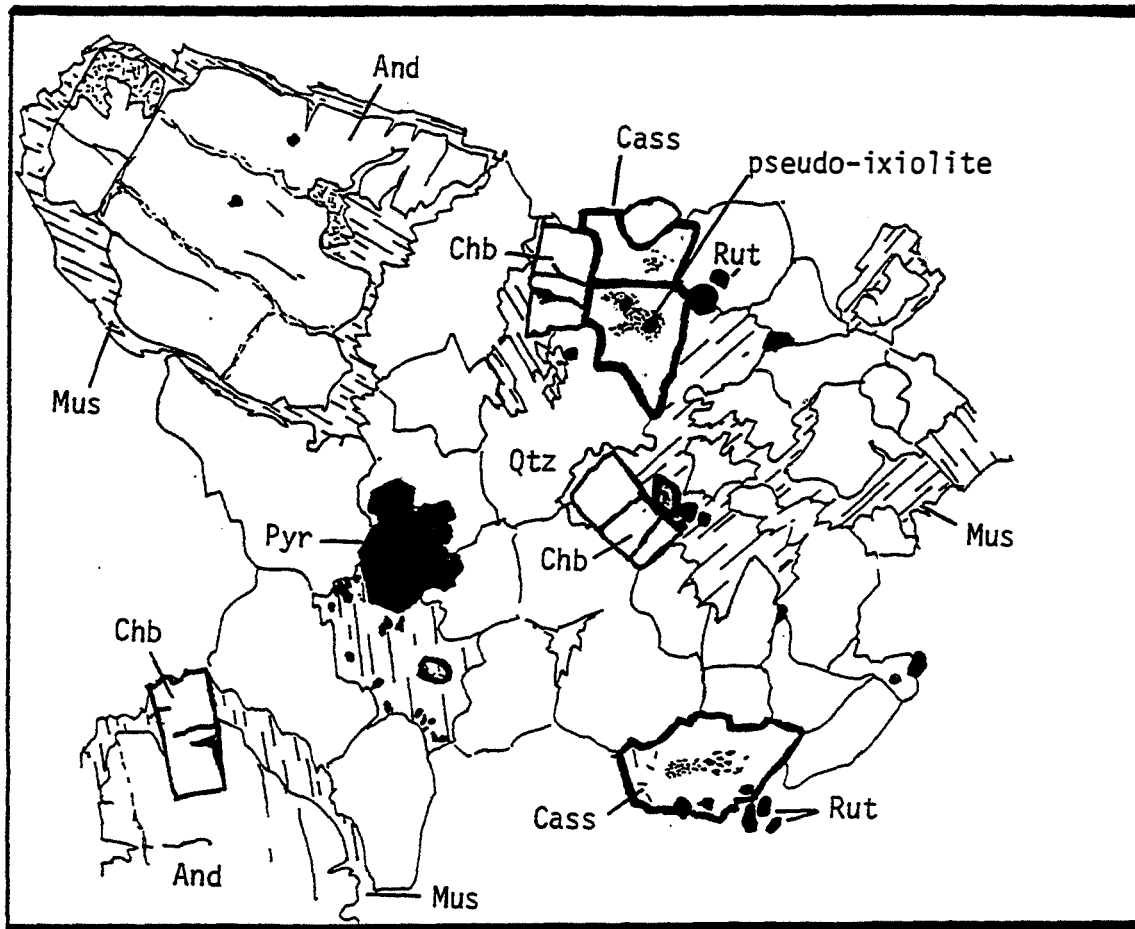 And
Cass
pseudo-ixiolite
Chb
Rut
Mus
Qtz
Pyr
Chb
Mus
Chb
Cass
Rut
And
Mus